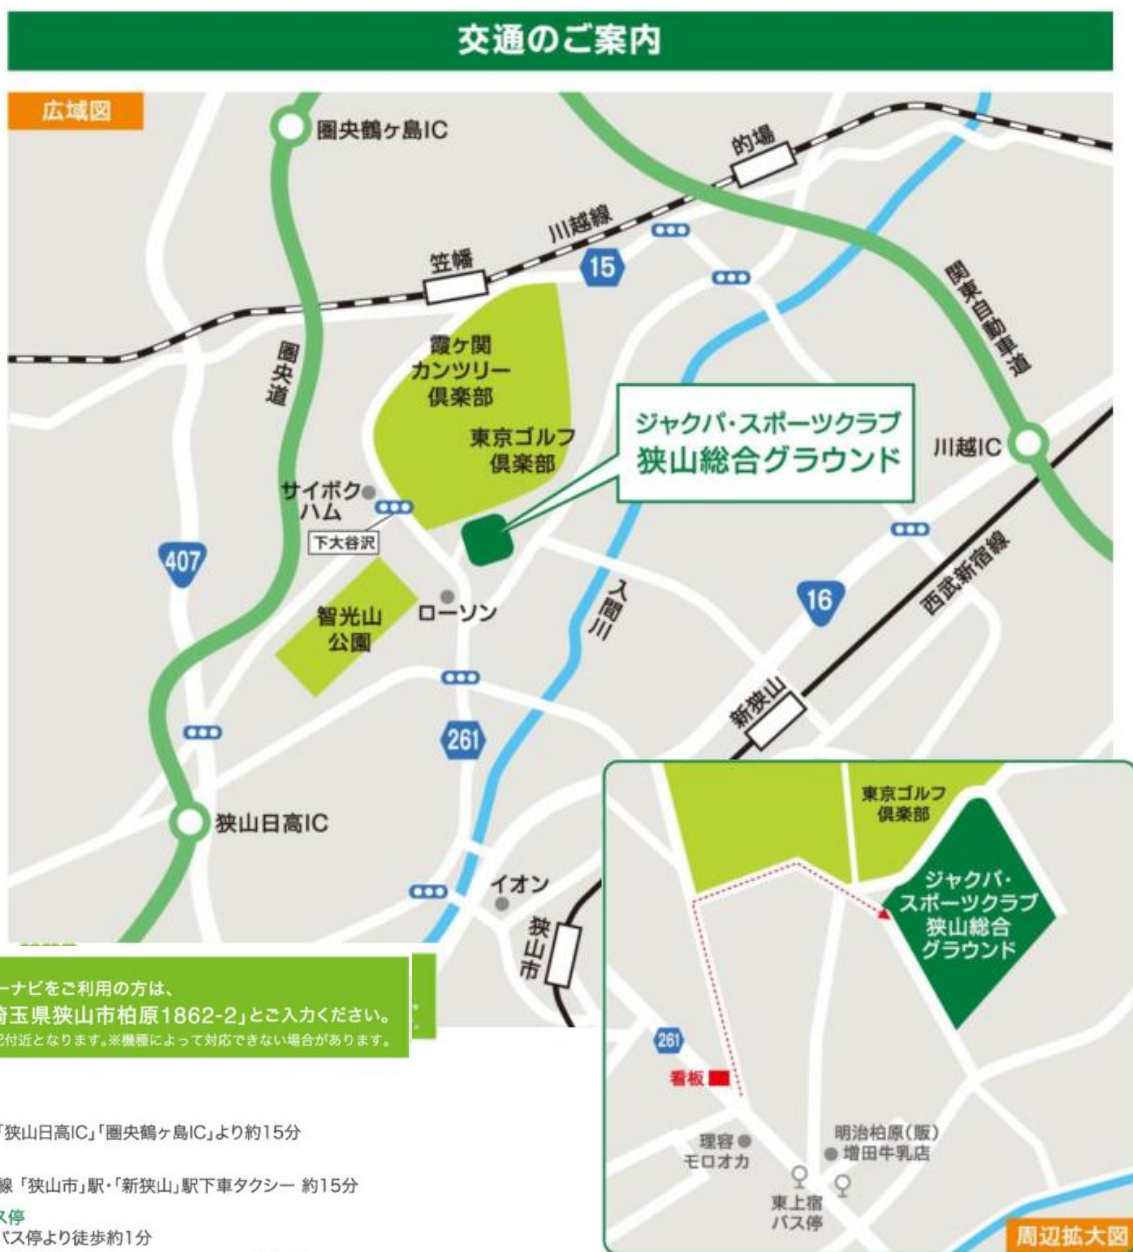 交通のご案内
広域図
圏央鶴ヶ島IC
的場
川越線
笠幡
15
関東自動車道
圏央道
霞ヶ関
カンツリー
倶楽部
東京ゴルフ
倶楽部
ジャクパ・スポーツクラブ
狭山総合グラウンド
川越IC
サイボク
ハム
下大谷沢
407
智光山
公園
ローソン
入間川
16
西武新宿線
新狭山
261
狭山日高IC
イオン
狭山市
ーナビをご利用の方は、
埼玉県狭山市柏原1862-2」とご入力ください。
付近となります。※機種によって対応できない場合があります。
「狭山日高IC」「圏央鶴ヶ島IC」より約15分
線 「狭山市」駅・「新狭山」駅下車タクシー 約15分
ス停
バス停より徒歩約1分
東京ゴルフ
倶楽部
ジャクパ・
スポーツクラブ
狭山総合
グラウンド
261
看板
理容
モロオカ
明治柏原(販)
増田牛乳店
東上宿
バス停
周辺拡大図